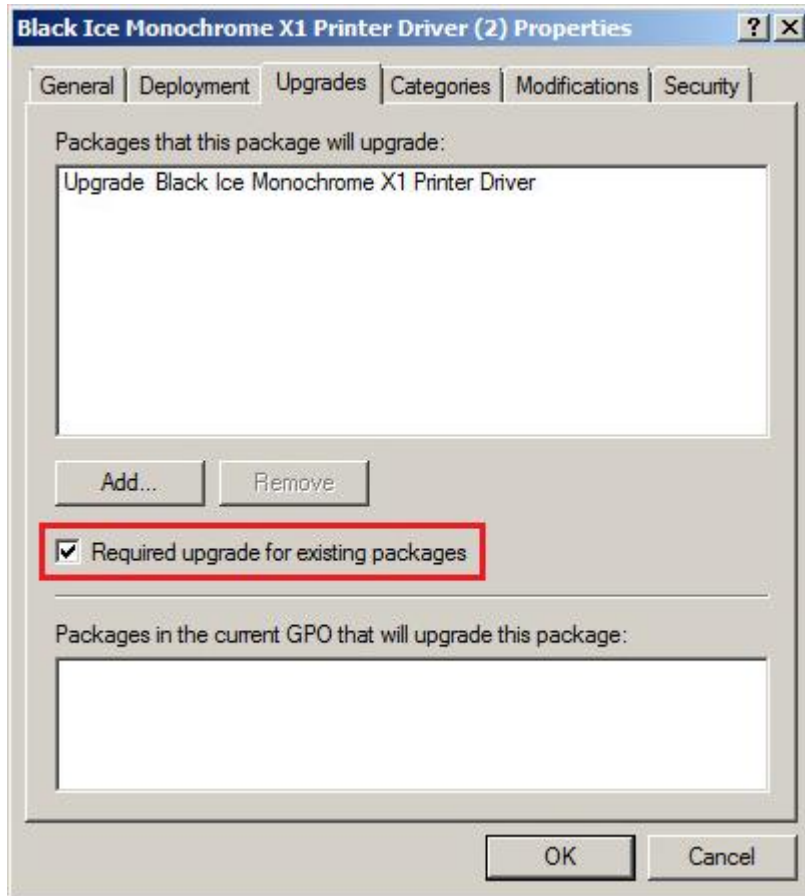 Black Ice Monochrome X1 Printer Driver (2) Properties
General Deployment Upgrades Categories Modifications Security
Packages that this package will upgrade:
Upgrade Black Ice Monochrome X1 Printer Driver
Add... Remove
Required upgrade for existing packages
Packages in the current GPO that will upgrade this package:
OK Cancel